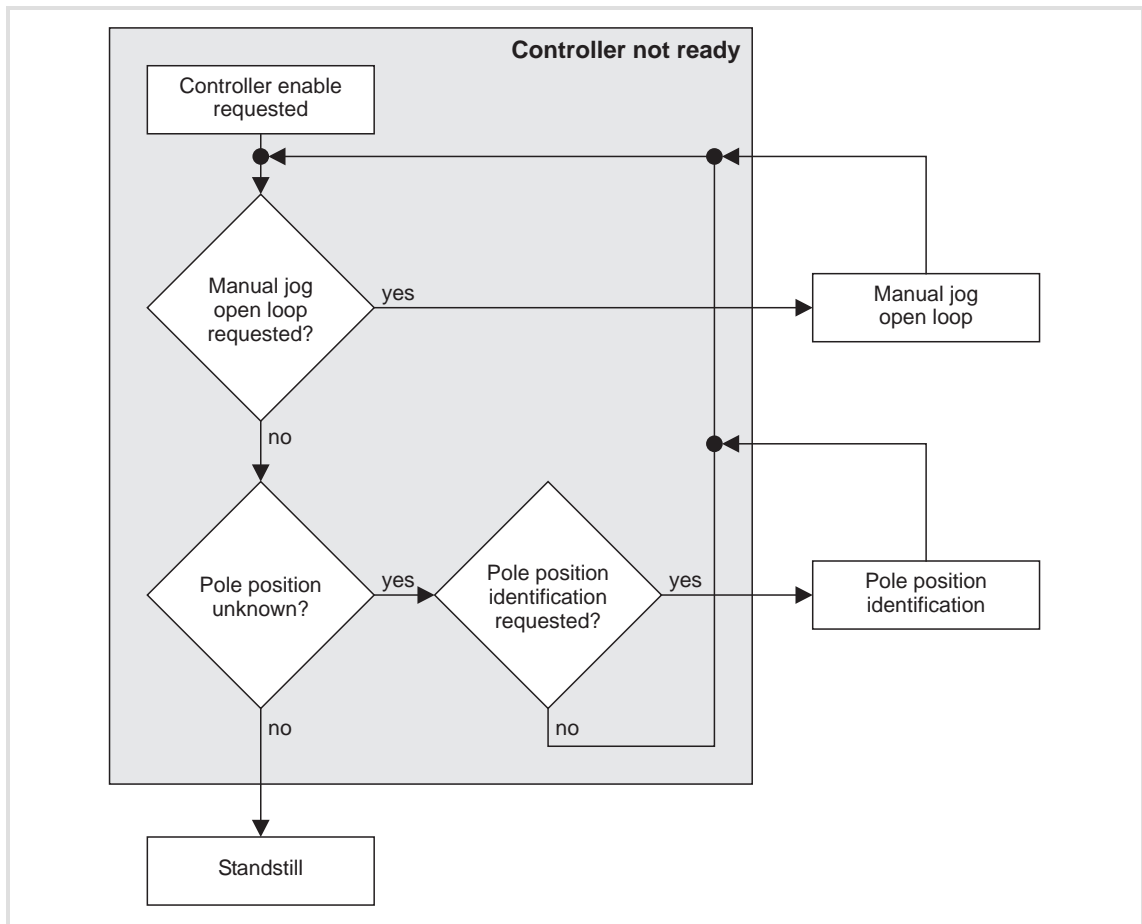 Controller not ready
Controller enable
requested
Manual jog
open loop
requested?
yes
Manual jog
open loop
no
Pole position
unknown?
yes
Pole position
identification
requested?
yes
Pole position
identification
no
no
Standstill